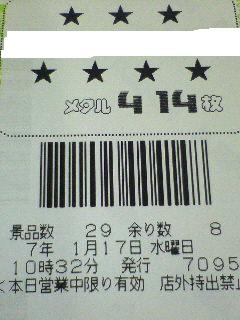 ★ ★ ★
★ ★ ★ ★
メダル 414枚
景品数 29 余り数 8
7年 1月17日 水曜日
10時32分 発行 7095
<本日営業中限り有効 店外持出禁止